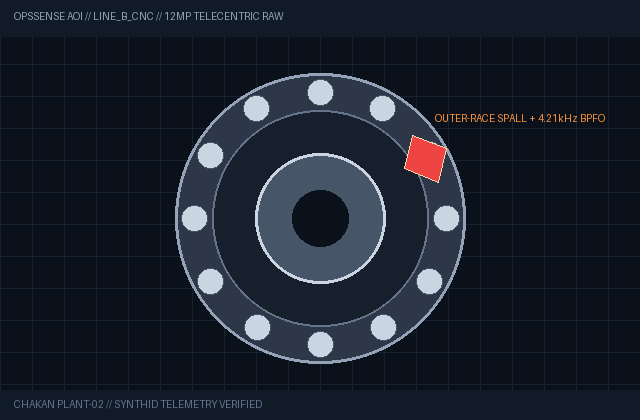 OPSSENSE AOI // LINE_B_CNC // 12MP TELECENTRIC RAW
OUTER-RACE SPALL + 4.21kHz BPFO
CHAKAN PLANT-02 // SYNTHID TELEMETRY VERIFIED